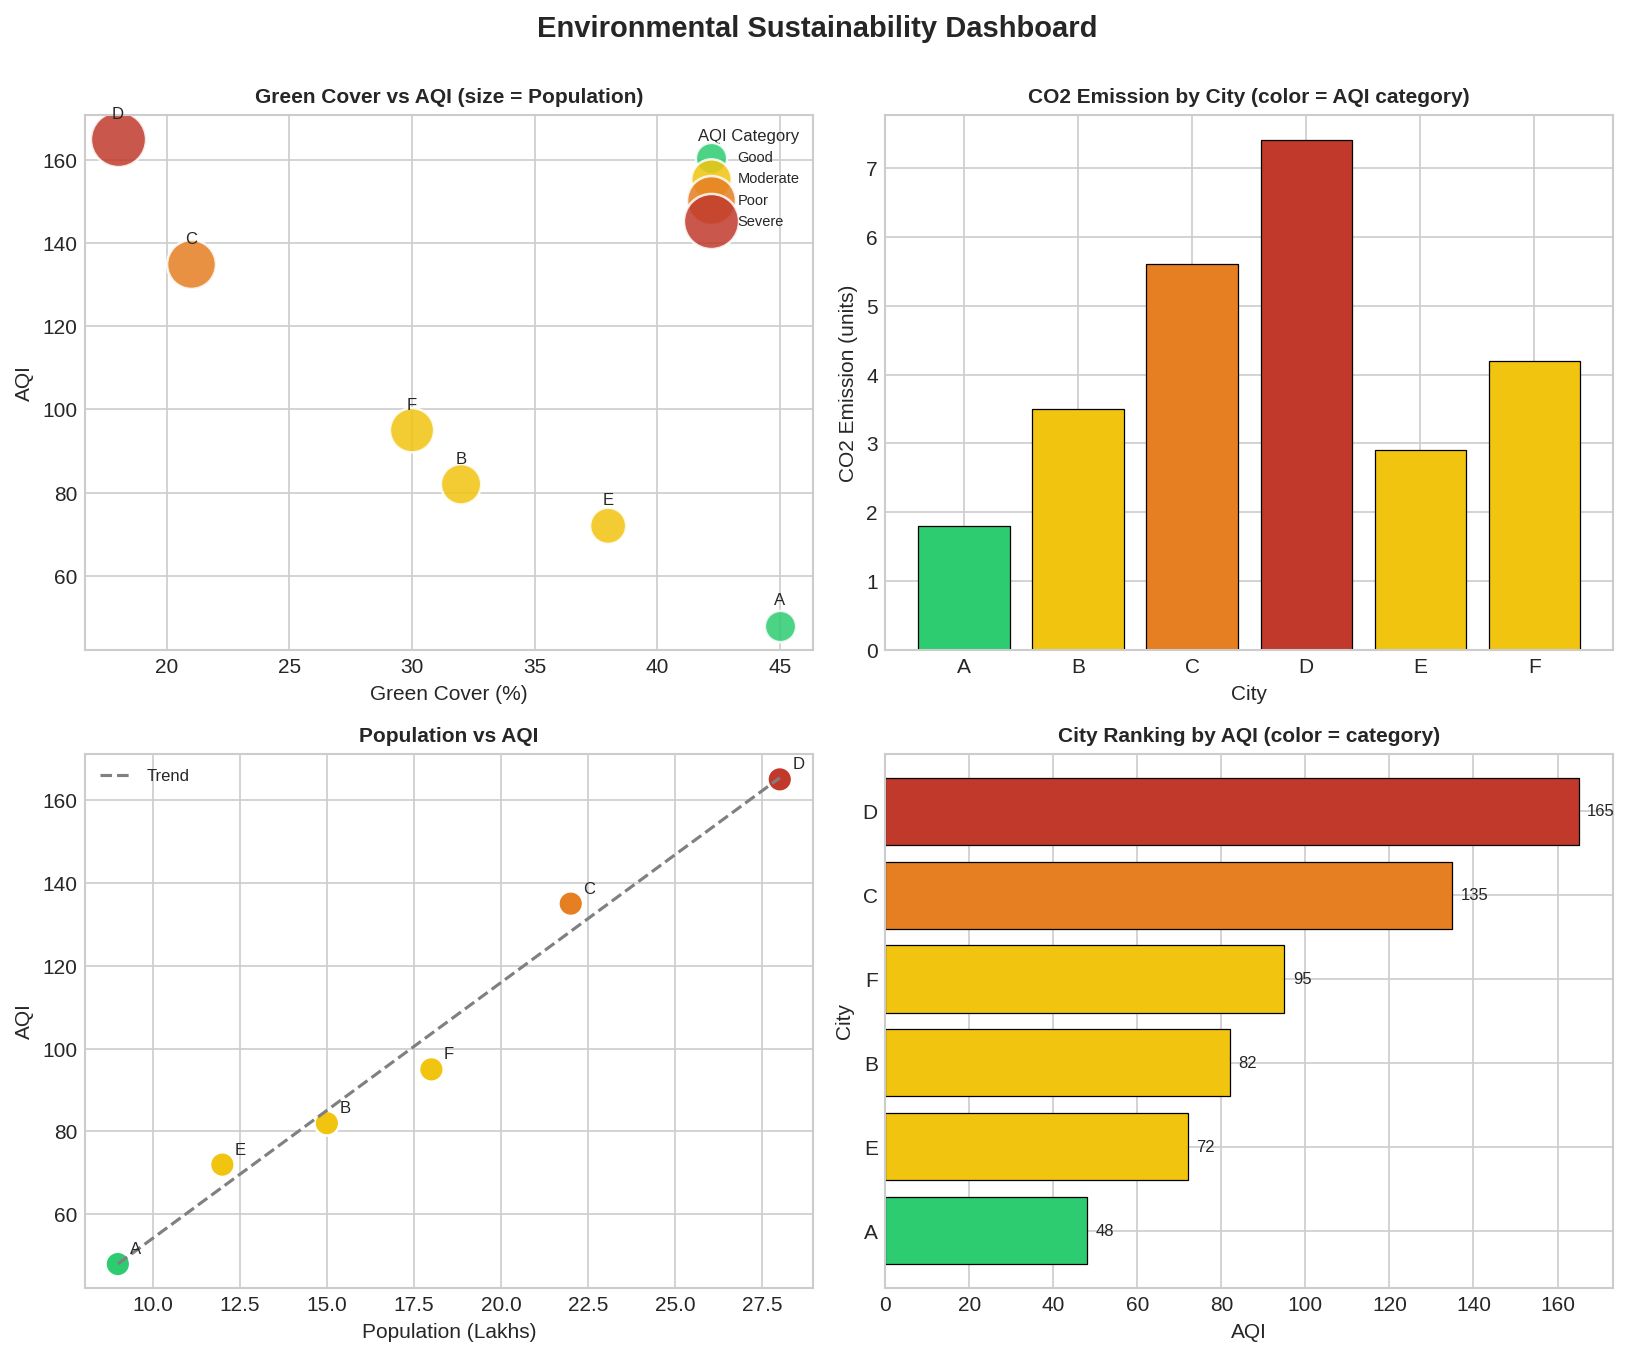 Environmental Sustainability Dashboard
Green Cover vs AQI (size = Population)
AQI
160
140
120
100
80
60
D
C
F
B
E
A
AQI Category
Good
Moderate
Poor
Severe
20 25 30 35 40 45
Green Cover (%)
CO2 Emission by City (color = AQI category)
CO2 Emission (units)
7
6
5
4
3
2
1
0
A B C D E F
City
Population vs AQI
Trend
AQI
160
140
120
100
80
60
D
C
F
B
E
A
10.0 12.5 15.0 17.5 20.0 22.5 25.0 27.5
Population (Lakhs)
City Ranking by AQI (color = category)
City
D 165
C 135
F 95
B 82
E 72
A 48
0 20 40 60 80 100 120 140 160
AQI